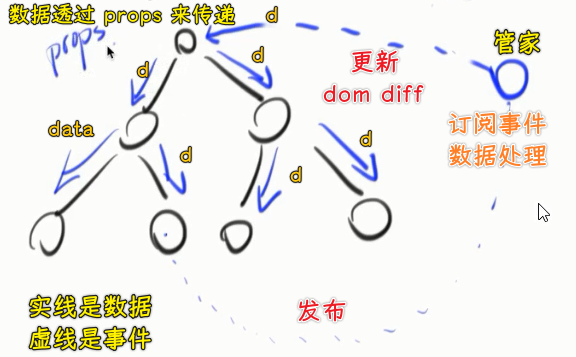 数据透过 props 来传递
props
d
管家
d
d
更新
dom diff
订阅事件
数据处理
data
d
d
d
实线是数据
虚线是事件
发布